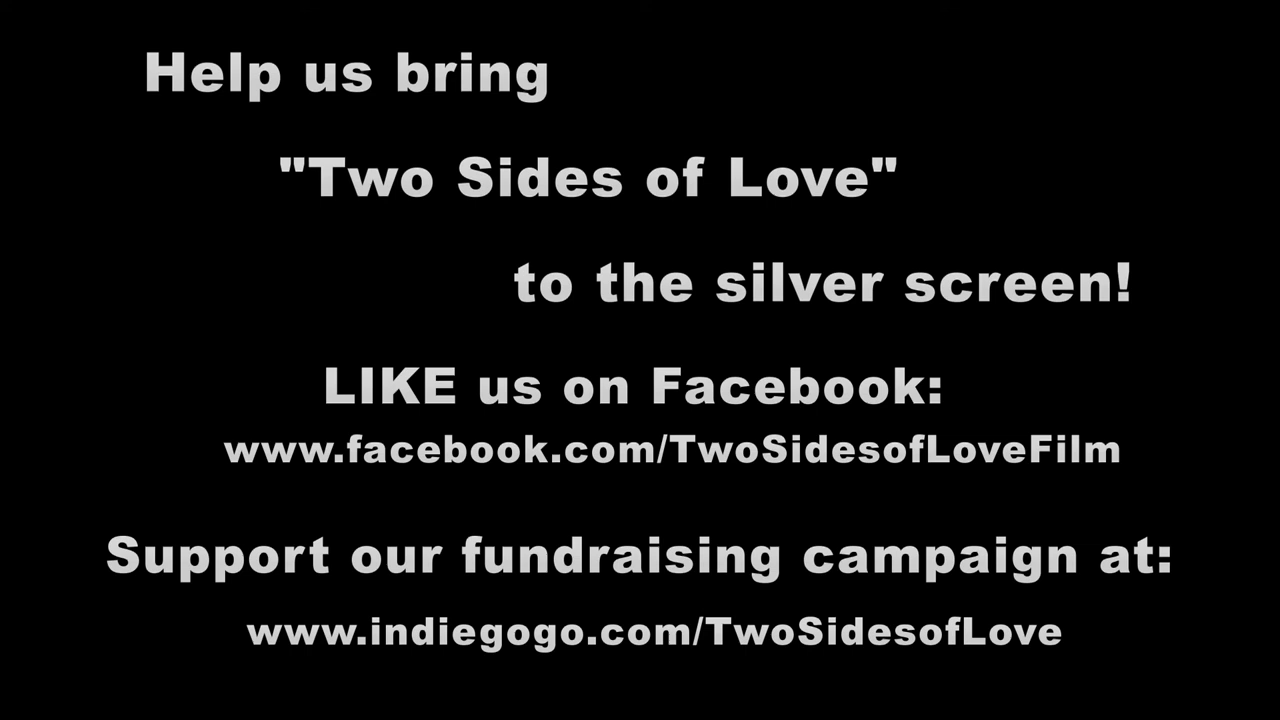 Help us bring
"Two Sides of Love"
to the silver screen!
LIKE us on Facebook:
www.facebook.com/TwoSidesofLoveFilm
Support our fundraising campaign at:
www.indiegogo.com/TwoSidesofLove